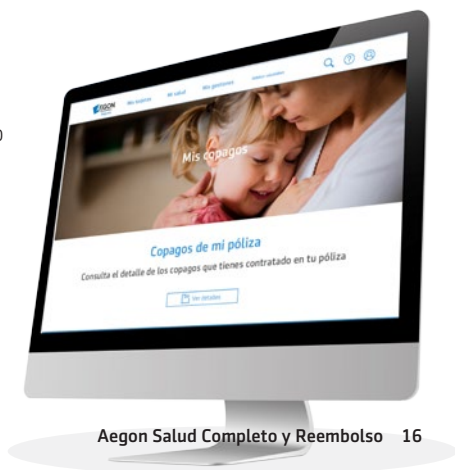 AEGON
Mis seguros Mi salud Mis gestiones
Mis copagos
Copagos de mi póliza
Consulta el detalle de los copagos que tienes contratado en tu póliza
Ver detalles
Aegon Salud Completo y Reembolso 16